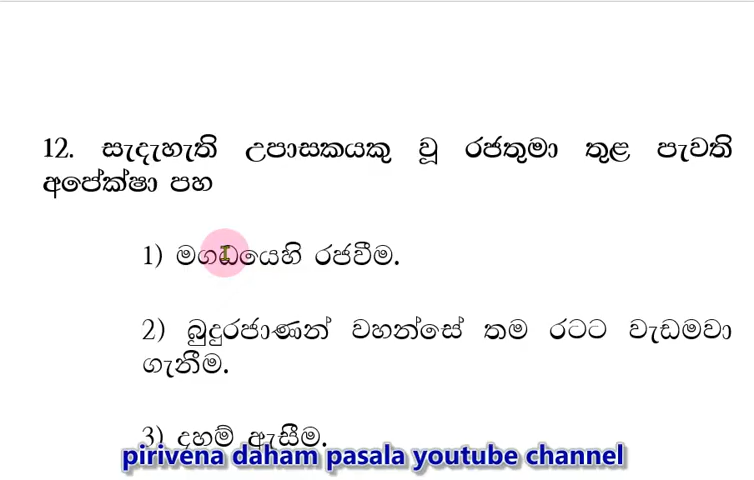 12. සැදැහැති උපාසකයකු වූ රජතුමා තුළ පැවති
අපේක්ෂා පහ
1) මගධයෙහි රජවීම.
2) බුදුරජාණන් වහන්සේ තම රටට වැඩමවා
ගැනීම.
3) දහම් ඇසීම.
pirivena daham pasala youtube channel